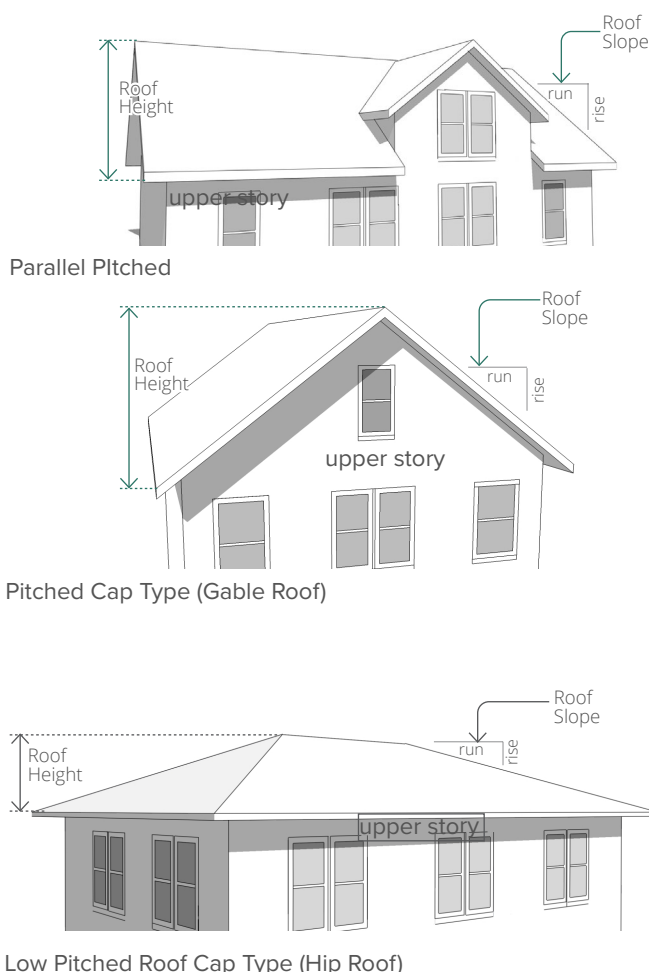 Roof
Slope
Roof
Height
run
rise
upper story
Parallel PItched
Roof
Slope
Roof
Height
run
rise
upper story
Pitched Cap Type (Gable Roof)
Roof
Slope
Roof
Height
run
rise
upper story
Low Pitched Roof Cap Type (Hip Roof)